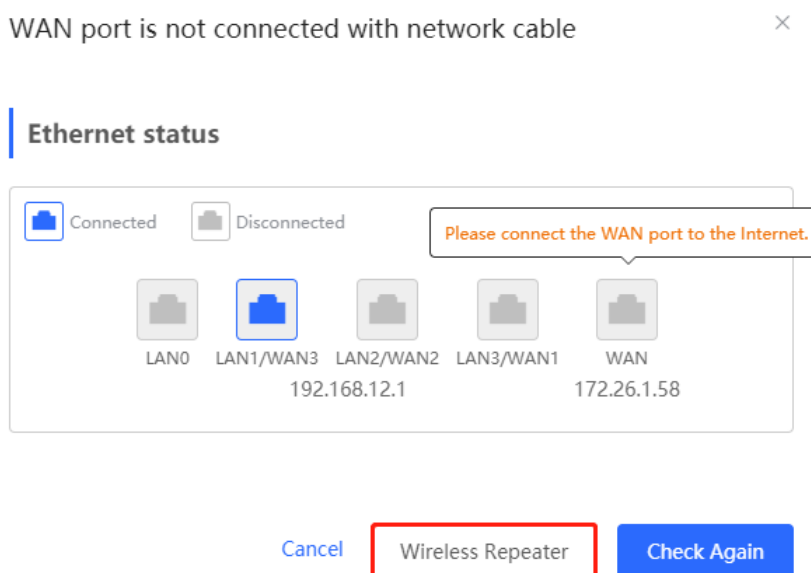 WAN port is not connected with network cable
Ethernet status
Connected Disconnected
Please connect the WAN port to the Internet.
LAN0 LAN1/WAN3 LAN2/WAN2 LAN3/WAN1 WAN
192.168.12.1 172.26.1.58
Cancel Wireless Repeater Check Again